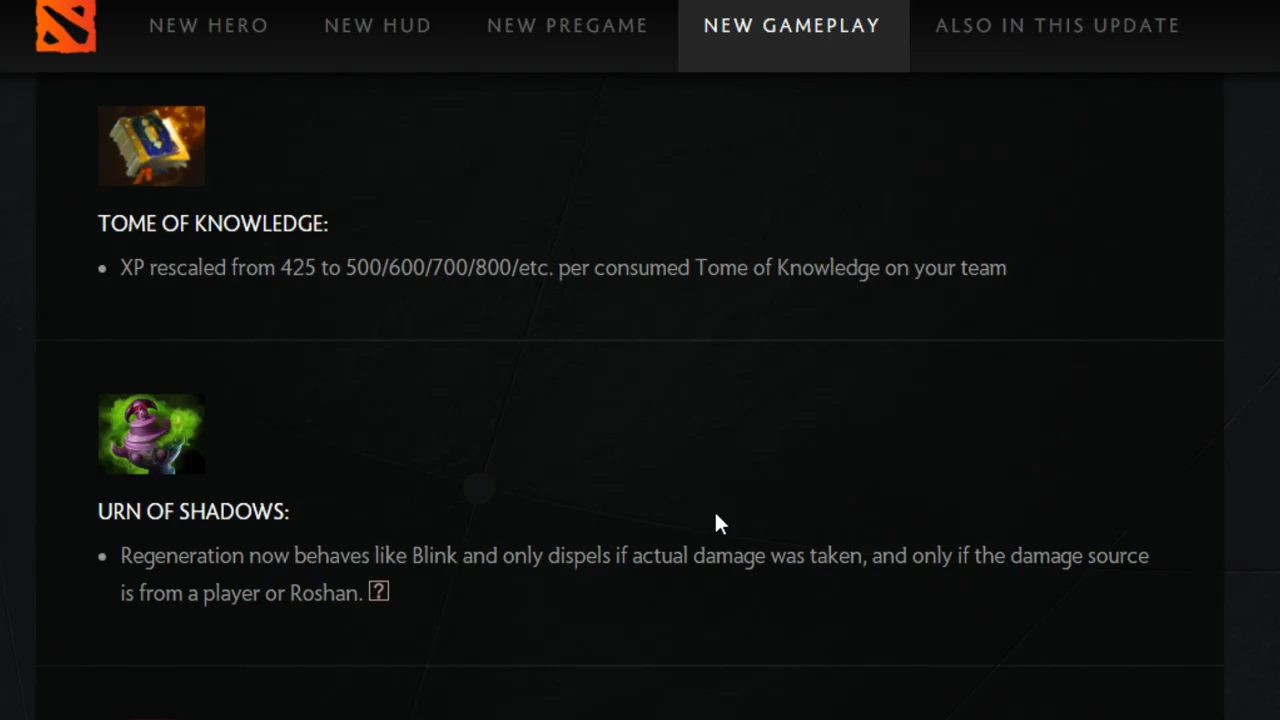 NEW HERO NEW HUD NEW PREGAME NEW GAMEPLAY ALSO IN THIS UPDATE
TOME OF KNOWLEDGE:
• XP rescaled from 425 to 500/600/700/800/etc. per consumed Tome of Knowledge on your team
URN OF SHADOWS:
• Regeneration now behaves like Blink and only dispels if actual damage was taken, and only if the damage source
is from a player or Roshan. ?